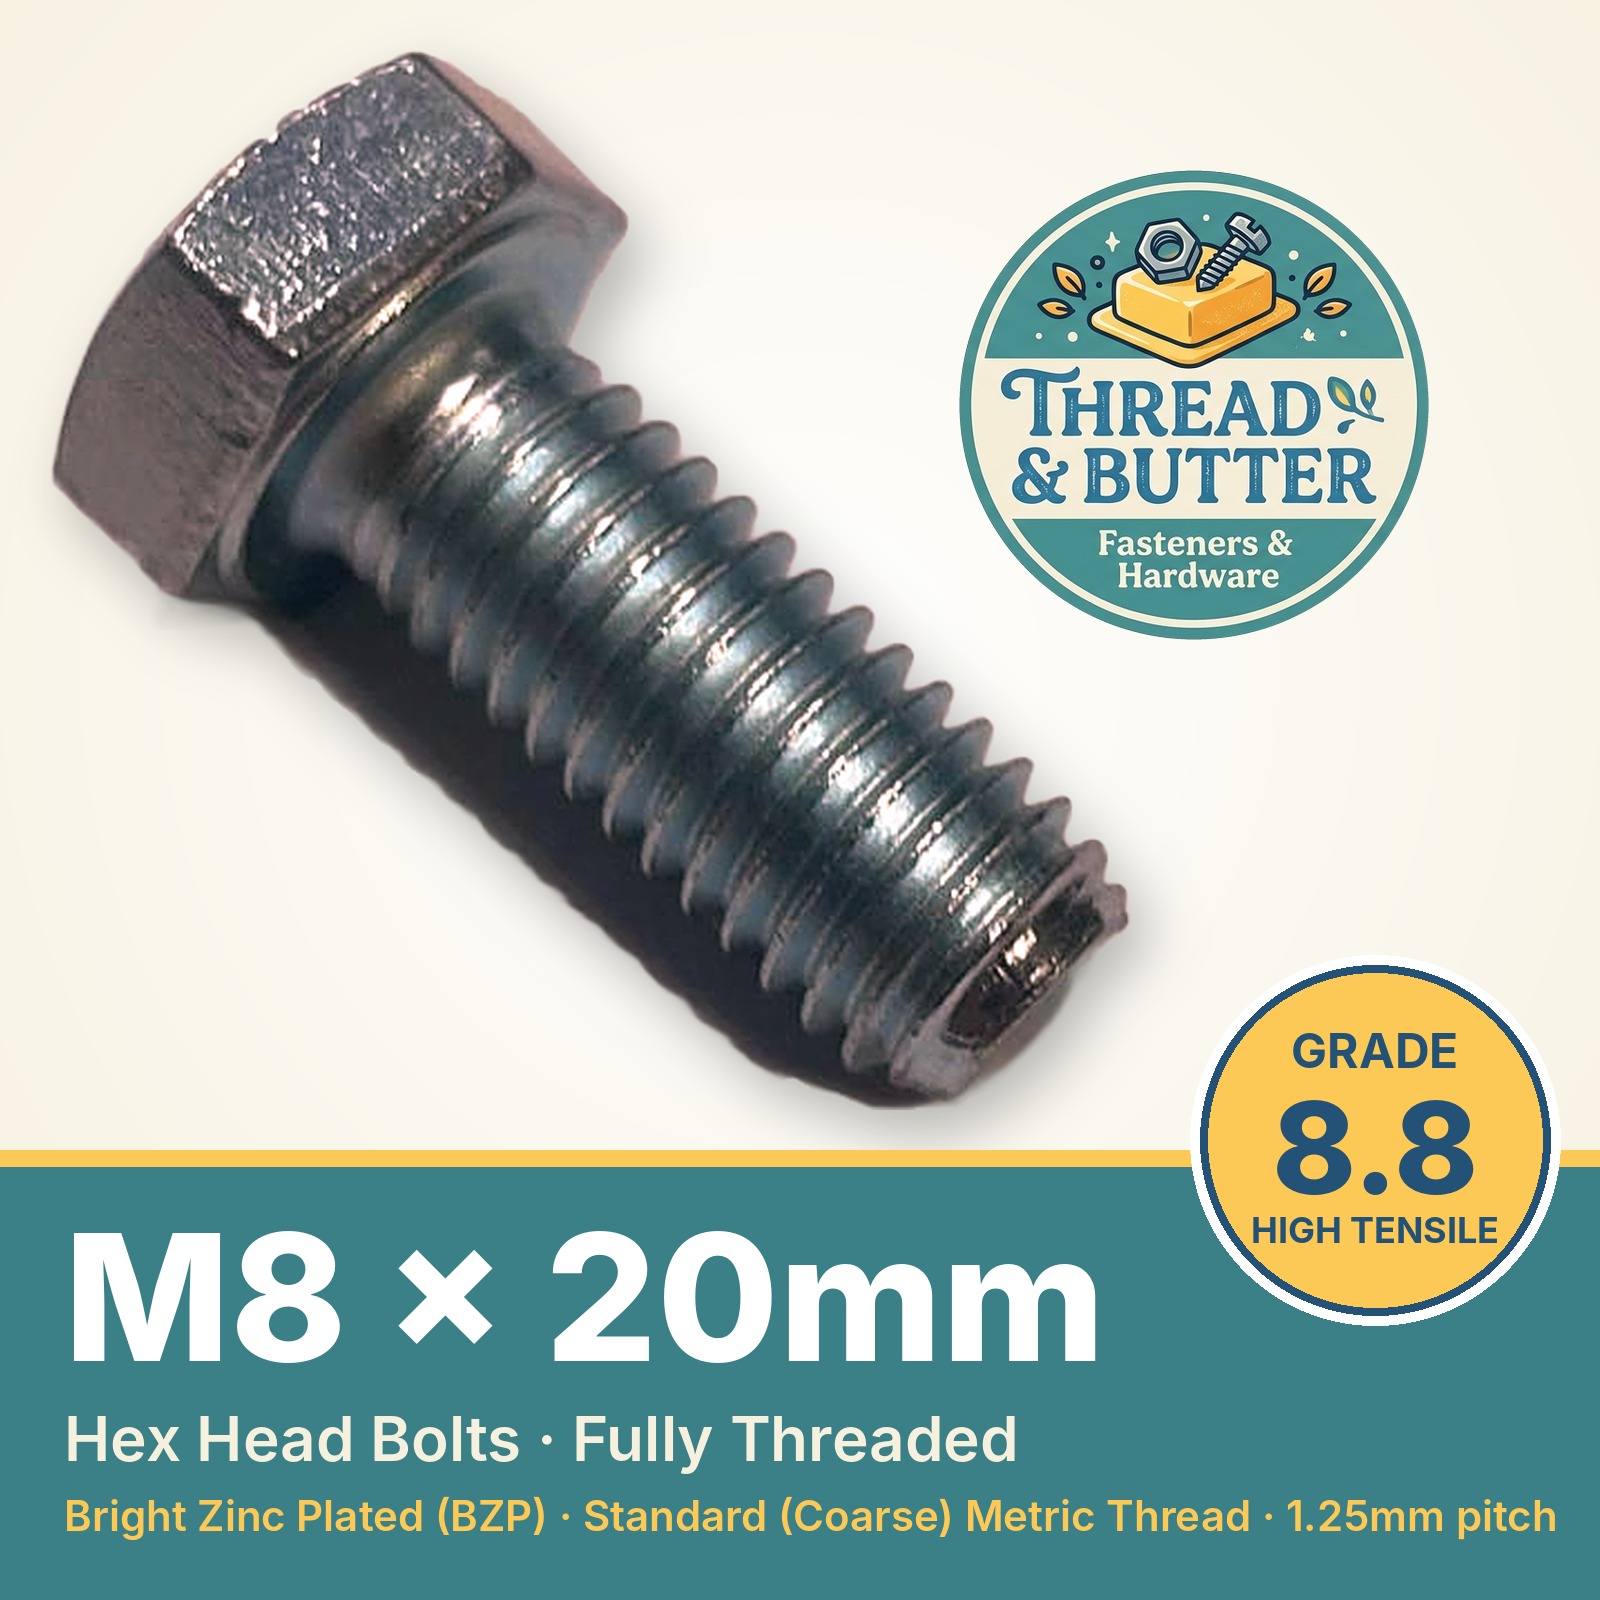 THREAD
& BUTTER
Fasteners &
Hardware
GRADE
8.8
HIGH TENSILE
M8 × 20mm
Hex Head Bolts · Fully Threaded
Bright Zinc Plated (BZP) · Standard (Coarse) Metric Thread · 1.25mm pitch